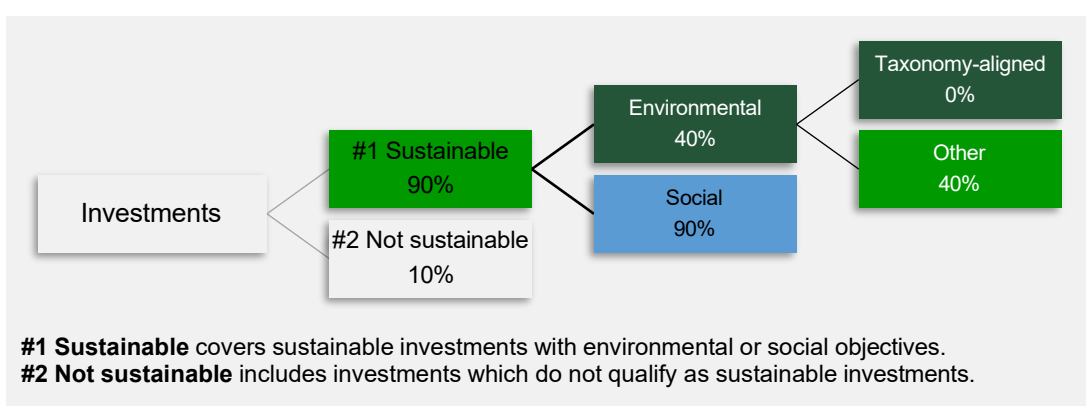 Investments
#1 Sustainable
90%
#2 Not sustainable
10%
Environmental
40%
Social
90%
Taxonomy-aligned
0%
Other
40%
#1 Sustainable covers sustainable investments with environmental or social objectives.
#2 Not sustainable includes investments which do not qualify as sustainable investments.